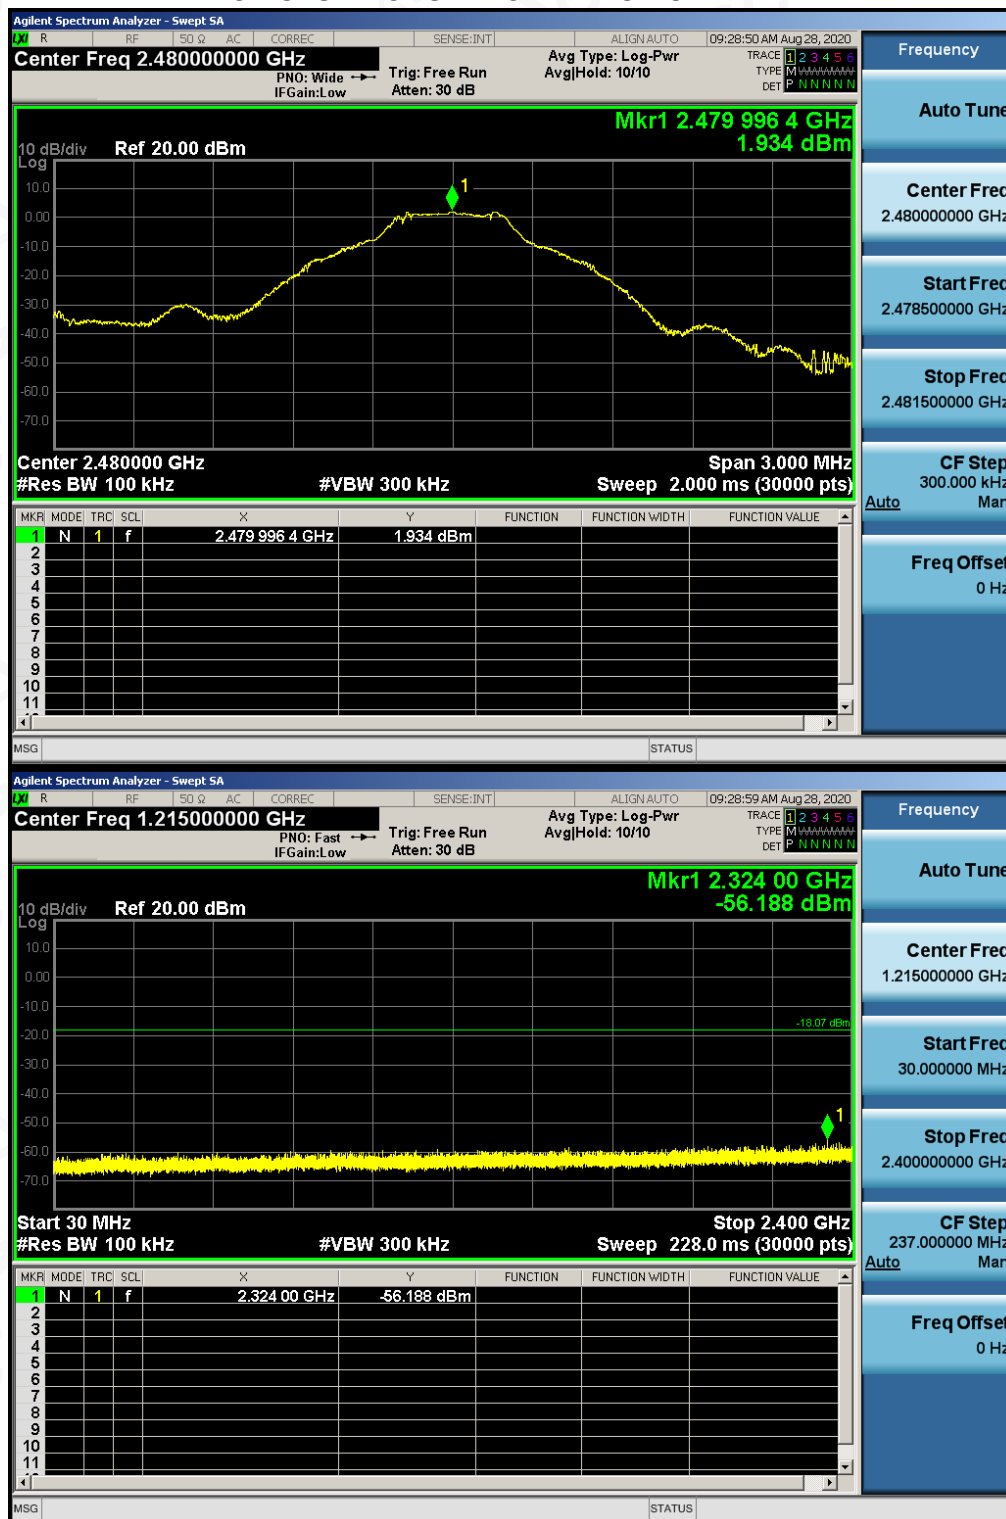 Agilent Spectrum Analyzer - Swept SA
LXI R RF 50 Ω AC CORREC SENSE:INT ALIGN AUTO 09:28:50 AM Aug 28, 2020
Center Freq 2.480000000 GHz
PNO: Wide
IFGain:Low
Trig: Free Run
Atten: 30 dB
Avg Type: Log-Pwr
Avg|Hold: 10/10
TRACE 1 2 3 4 5 6
TYPE M
DET P N N N N N
Mkr1 2.479 996 4 GHz
1.934 dBm
10 dB/div Ref 20.00 dBm
Log
10.0
0.00
-10.0
-20.0
-30.0
-40.0
-50.0
-60.0
-70.0
1
Center 2.480000 GHz Span 3.000 MHz
#Res BW 100 kHz #VBW 300 kHz Sweep 2.000 ms (30000 pts)
MKR MODE TRC SCL X Y FUNCTION FUNCTION WIDTH FUNCTION VALUE
1 N 1 f 2.479 996 4 GHz 1.934 dBm
2
3
4
5
6
7
8
9
10
11
MSG STATUS
Frequency
Auto Tune
Center Freq
2.480000000 GHz
Start Freq
2.478500000 GHz
Stop Freq
2.481500000 GHz
CF Step
300.000 kHz
Auto Man
Freq Offset
0 Hz
Agilent Spectrum Analyzer - Swept SA
LXI R RF 50 Ω AC CORREC SENSE:INT ALIGN AUTO 09:28:59 AM Aug 28, 2020
Center Freq 1.215000000 GHz
PNO: Fast
IFGain:Low
Trig: Free Run
Atten: 30 dB
Avg Type: Log-Pwr
Avg|Hold: 10/10
TRACE 1 2 3 4 5 6
TYPE M
DET P N N N N N
Mkr1 2.324 00 GHz
-56.188 dBm
10 dB/div Ref 20.00 dBm
Log
10.0
0.00
-10.0
-20.0
-30.0
-40.0
-50.0
-60.0
-70.0
-18.07 dBm
1
Start 30 MHz Stop 2.400 GHz
#Res BW 100 kHz #VBW 300 kHz Sweep 228.0 ms (30000 pts)
MKR MODE TRC SCL X Y FUNCTION FUNCTION WIDTH FUNCTION VALUE
1 N 1 f 2.324 00 GHz -56.188 dBm
2
3
4
5
6
7
8
9
10
11
MSG STATUS
Frequency
Auto Tune
Center Freq
1.215000000 GHz
Start Freq
30.000000 MHz
Stop Freq
2.400000000 GHz
CF Step
237.000000 MHz
Auto Man
Freq Offset
0 Hz